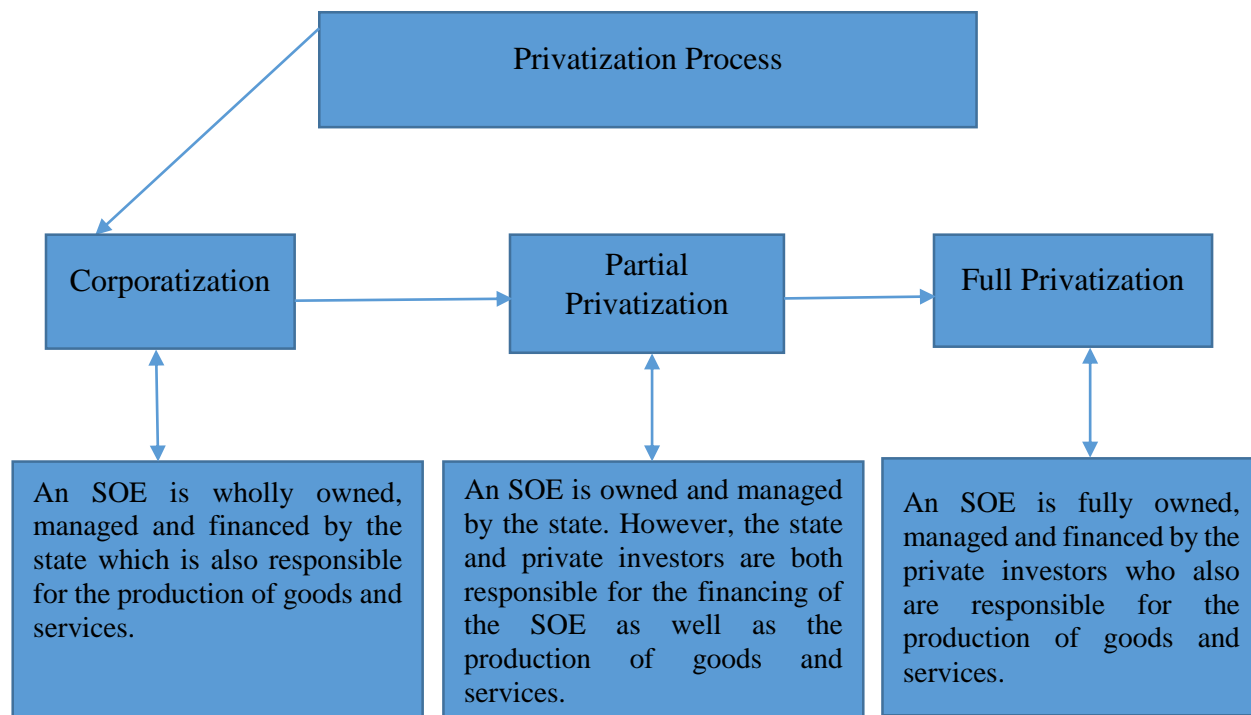 Privatization Process
Corporatization
Partial
Privatization
Full Privatization
An SOE is wholly owned,
managed and financed by the
state which is also responsible
for the production of goods and
services.
An SOE is owned and managed
by the state. However, the state
and private investors are both
responsible for the financing of
the SOE as well as the
production of goods and
services.
An SOE is fully owned,
managed and financed by the
private investors who also
are responsible for the
production of goods and
services.